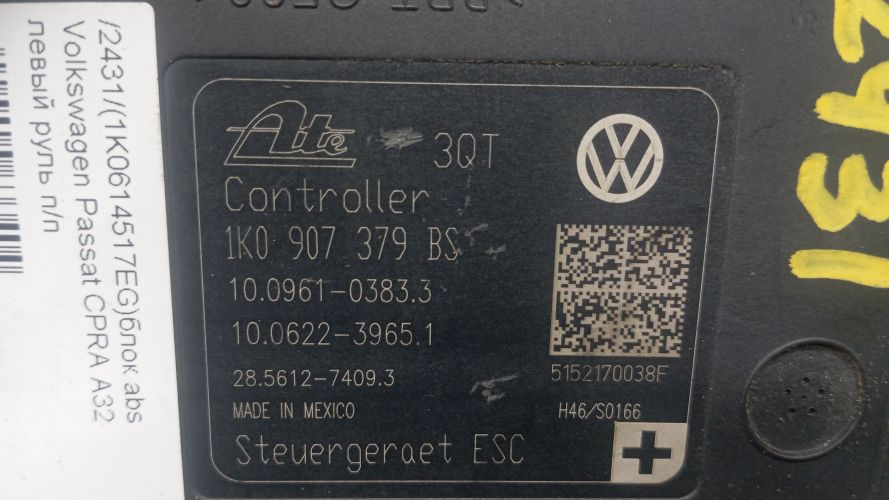 Ate
3QT
Controller
1K0 907 379 BS
10.0961-0383.3
10.0622-3965.1
28.5612-7409.3
MADE IN MEXICO
Steuergeraet ESC
5152170038F
H46/S0166
/2431/(1K0614517EG)блок abs
Volkswagen Passat CPRA A32
левый руль п/п
2431